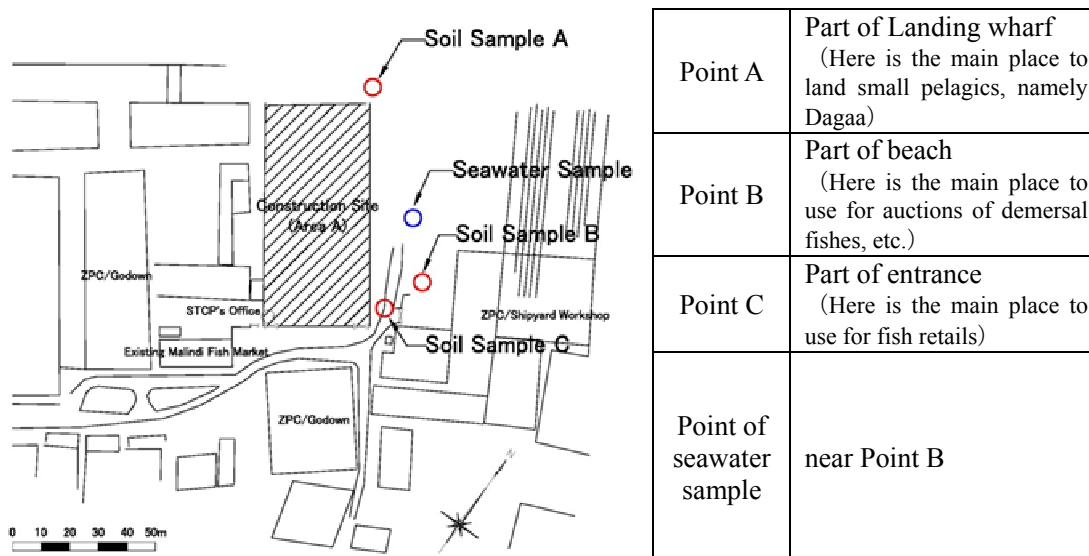 Soil Sample A
Seawater Sample
Construction Site
(Area A)
Soil Sample B
ZPC/Godown
STCP's Office
ZPC/Shipyard Workshop
Existing Malindi Fish Market
Soil Sample C
ZPC/Godown
N
0 10 20 30 40 50m
Point A
Part of Landing wharf
(Here is the main place to
land small pelagics, namely
Dagaa)
Point B
Part of beach
(Here is the main place to
use for auctions of demersal
fishes, etc.)
Point C
Part of entrance
(Here is the main place to
use for fish retails)
Point of
seawater
sample
near Point B